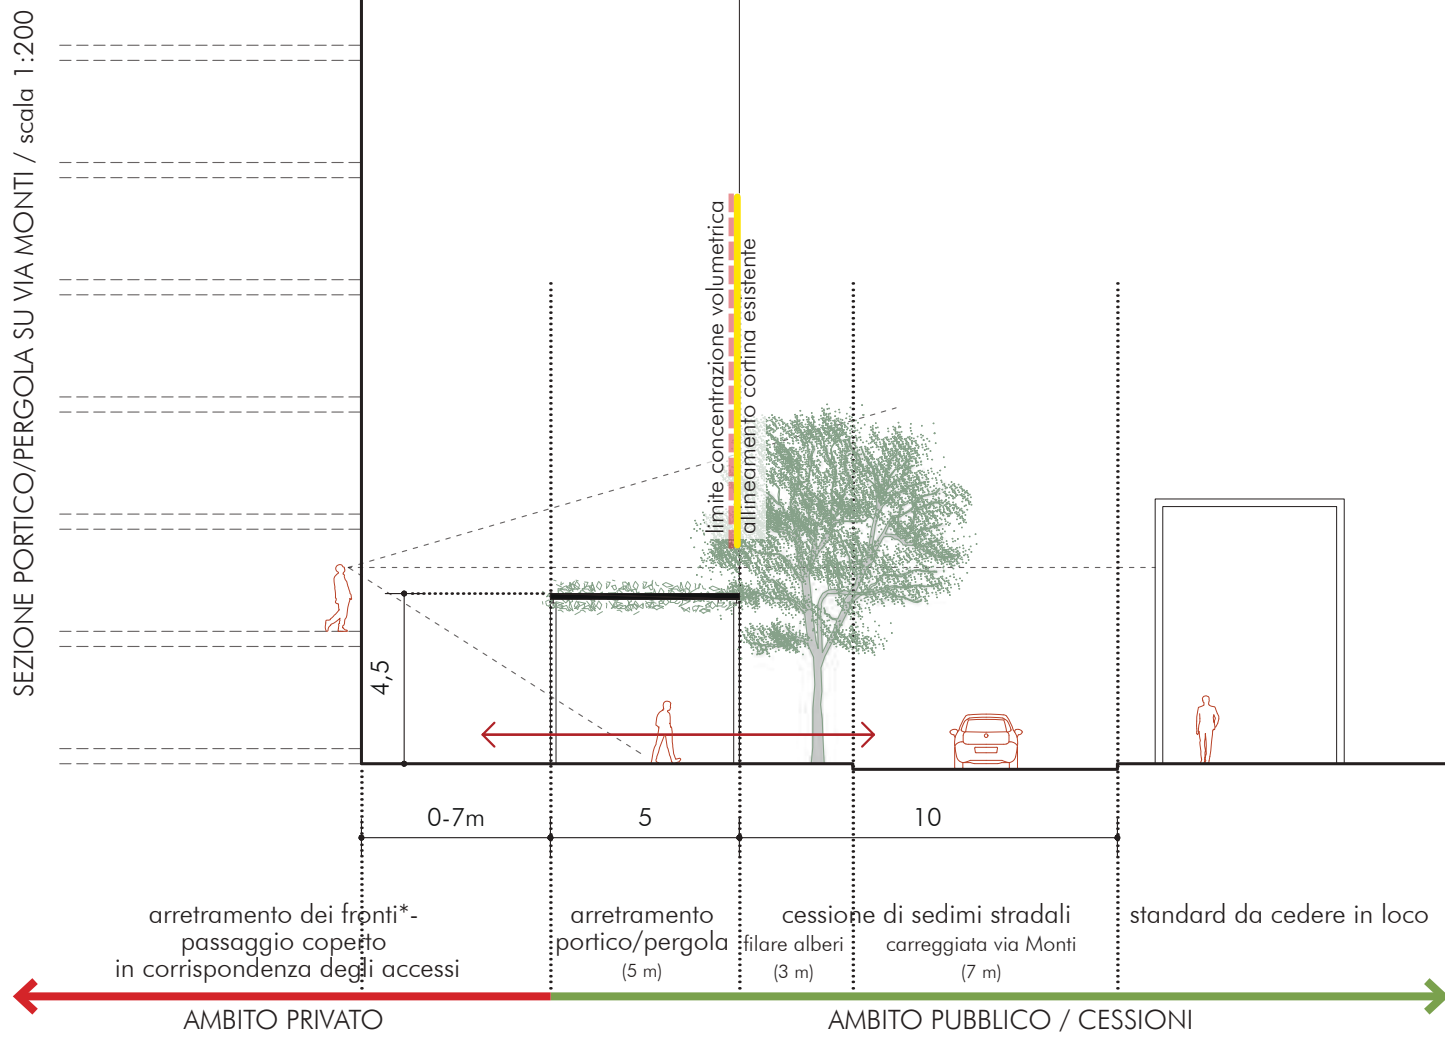 SEZIONE PORTICO/PERGOLA SU VIA MONTI / scala 1:200
limite concentrazione volumetrica
allineamento cortina esistente
4,5
0-7m
5
10
arretramento dei fronti*-
passaggio coperto
in corrispondenza degli accessi
arretramento
portico/pergola
(5 m)
cessione di sedimi stradali
filare alberi
(3 m)
carreggiata via Monti
(7 m)
standard da cedere in loco
AMBITO PRIVATO
AMBITO PUBBLICO / CESSIONI